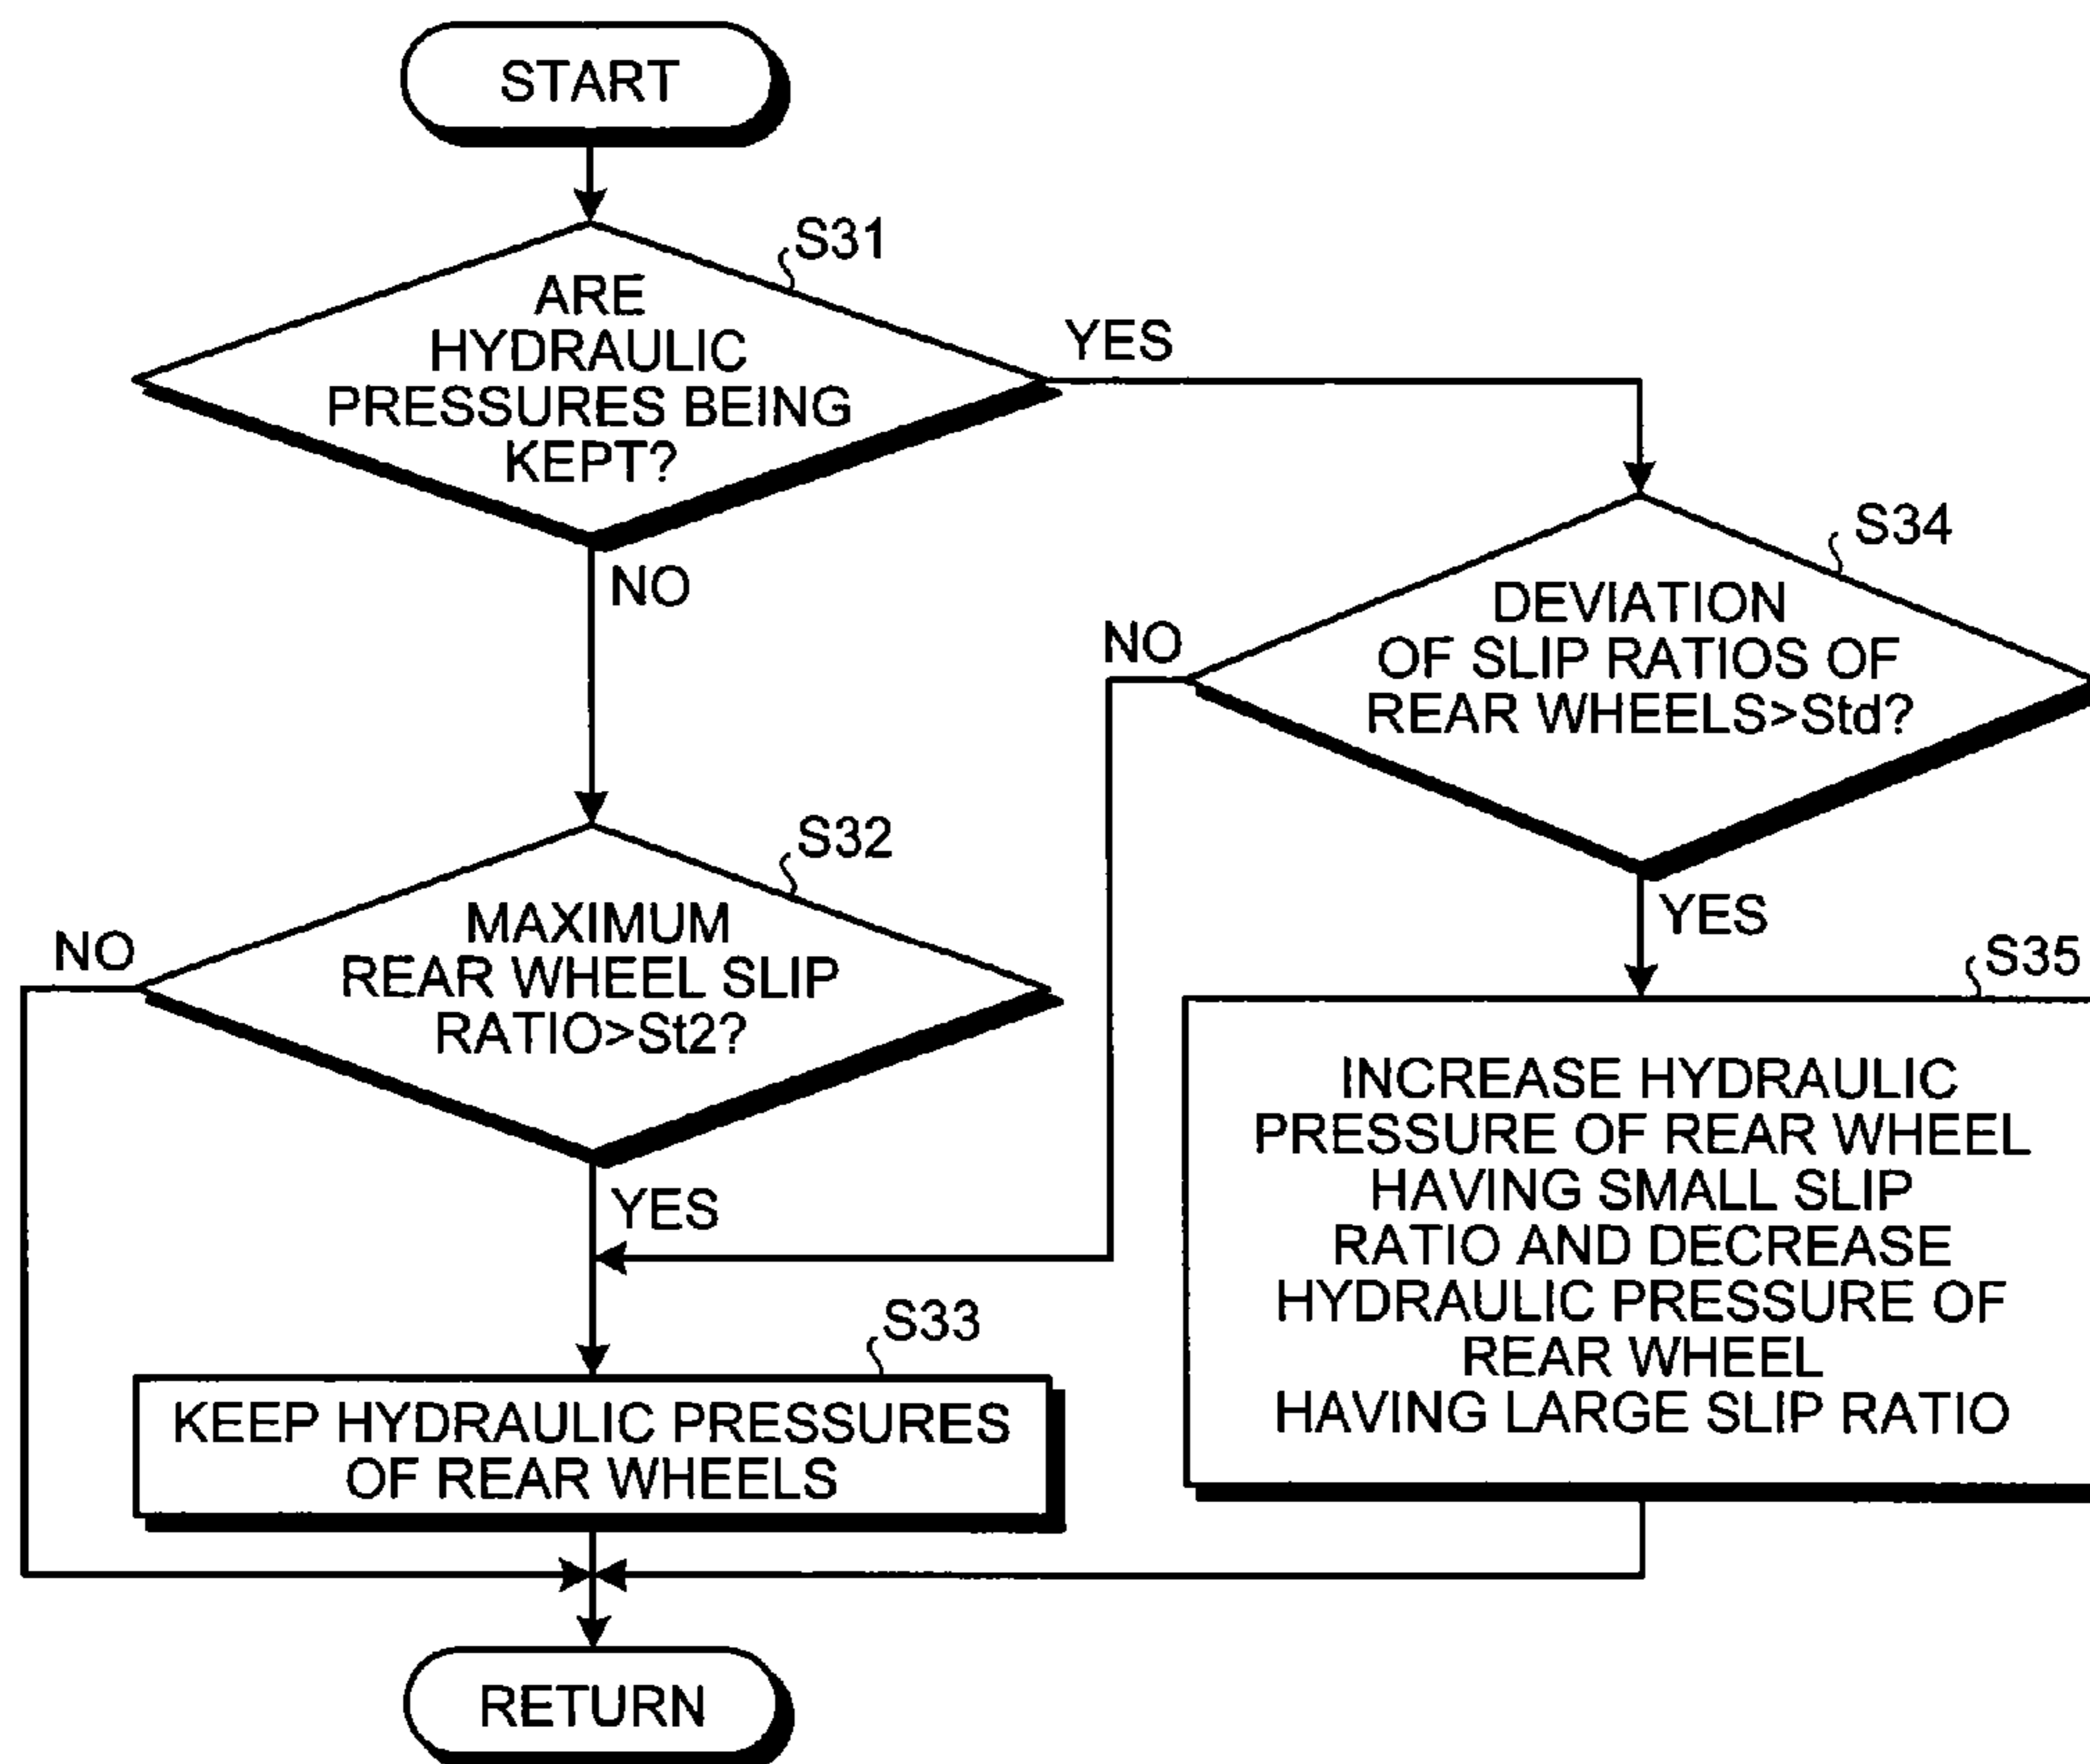 START
S31
ARE
HYDRAULIC
PRESSURES BEING
KEPT?
YES
NO
S34
DEVIATION
OF SLIP RATIOS OF
REAR WHEELS>Std?
NO
YES
S32
MAXIMUM
REAR WHEEL SLIP
RATIO>St2?
NO
YES
S35
INCREASE HYDRAULIC
PRESSURE OF REAR WHEEL
HAVING SMALL SLIP
RATIO AND DECREASE
HYDRAULIC PRESSURE OF
REAR WHEEL
HAVING LARGE SLIP RATIO
S33
KEEP HYDRAULIC PRESSURES
OF REAR WHEELS
RETURN